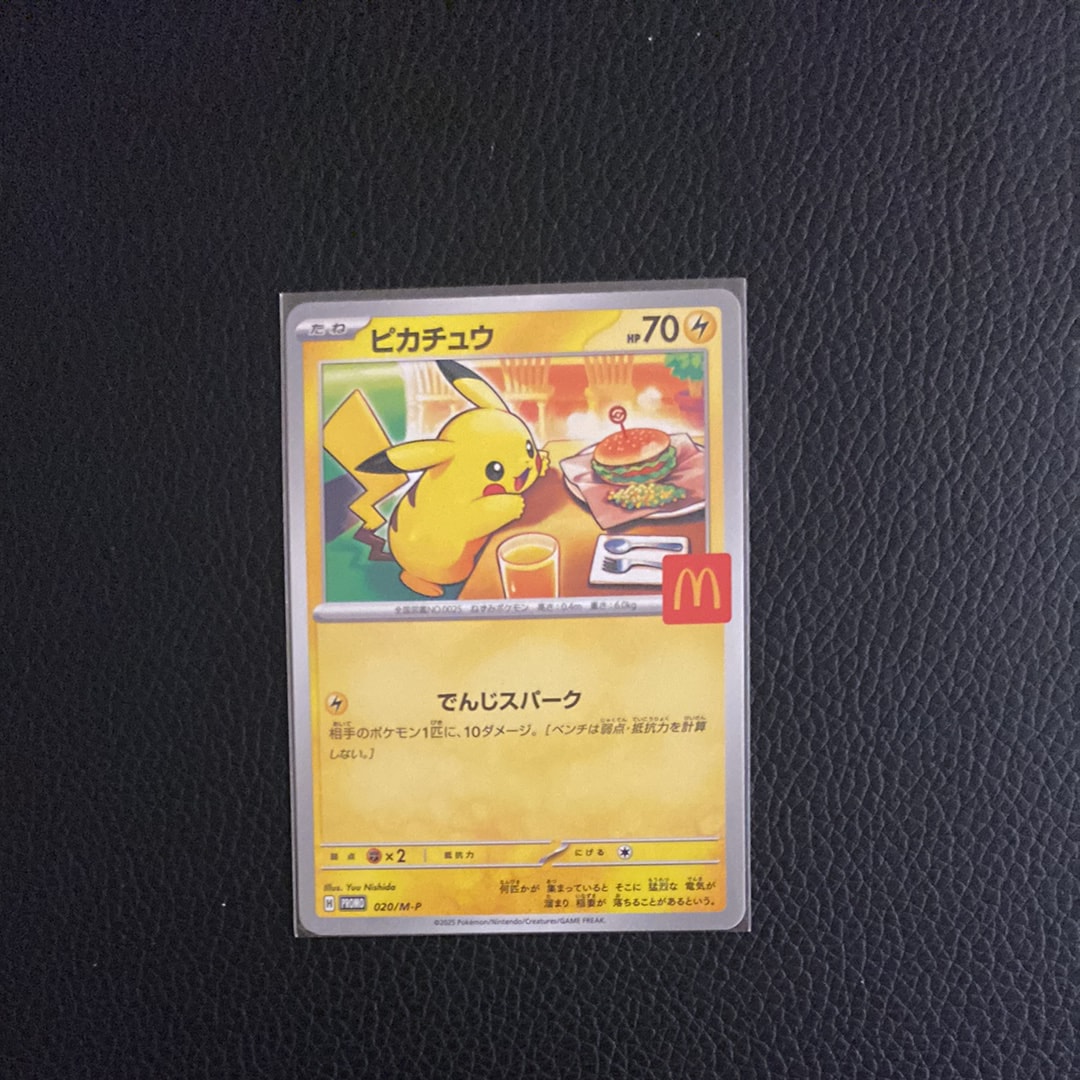 たね ピカチュウ HP 70
全国図鑑NO.0025 ねずみポケモン 高さ:0.4m 重さ:6.0kg
でんじスパーク
相手のポケモン1匹に、10ダメージ。[ベンチは弱点・抵抗力を計算
しない。]
弱点 ×2 抵抗力 にげる
Illus. Yuu Nishida
何匹かが 集まっていると そこに 猛烈な 電気が
H PROMO 020/M-P
溜まり 稲妻が 落ちることがあるという。
©2025 Pokémon/Nintendo/Creatures/GAME FREAK.